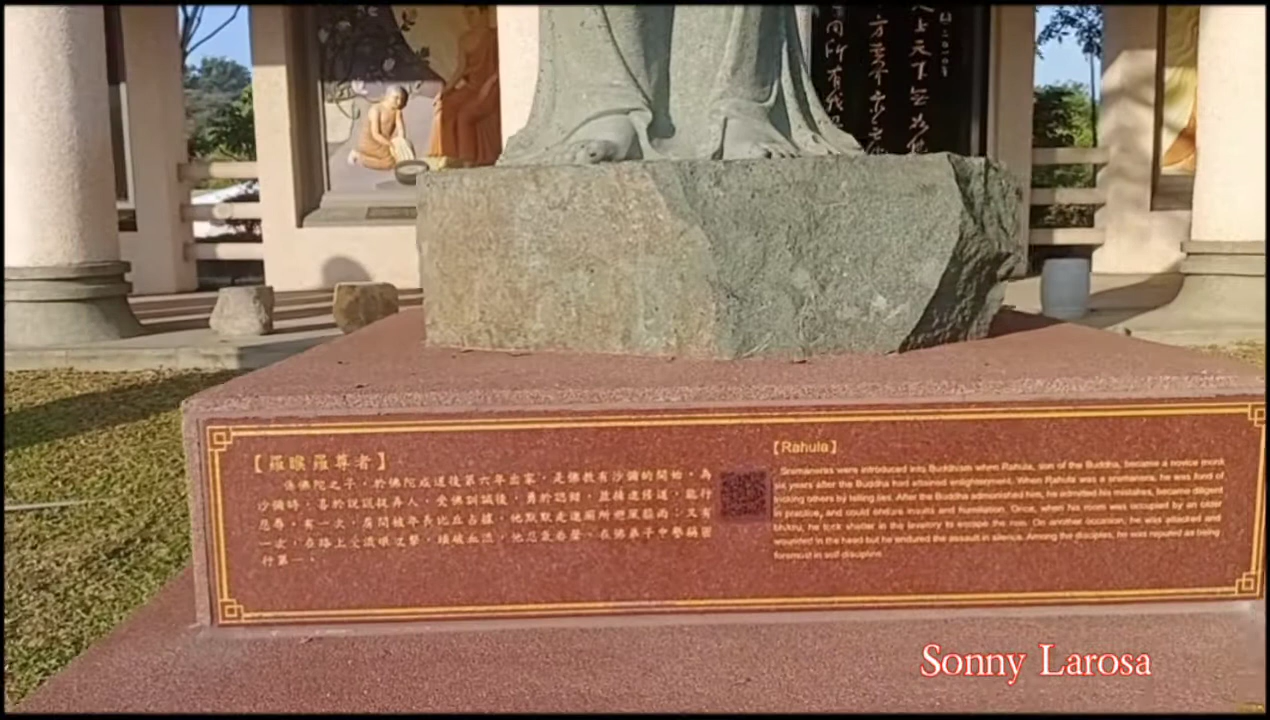 【羅睺羅尊者】
係佛陀之子,於佛陀成道後第六年出家,是佛教有沙彌的開始。為
沙彌時,喜於說謊捉弄人,受佛訓誡後,勇於認錯,並精進修道,能行
忍辱。有一次,房間被年長比丘占據,他默默走進廁所避風雨;又有
一次,在路上受流氓攻擊,頭破血流,他忍氣吞聲。在佛弟子中譽稱密
行第一。
【Rahula】
Sramaneras were introduced into Buddhism when Rahula, son of the Buddha, became a novice monk
six years after the Buddha had attained enlightenment. When Rahula was a sramanera, he was fond of
tricking others by telling lies. After the Buddha admonished him, he admitted his mistakes, became diligent
in practice, and could endure insults and humiliation. Once, when his room was occupied by an older
bhiksu, he took shelter in the lavatory to escape the rain. On another occasion, he was attacked and
wounded in the head but he endured the assault in silence. Among the disciples, he was reputed as being
foremost in self-discipline.
Sonny Larosa